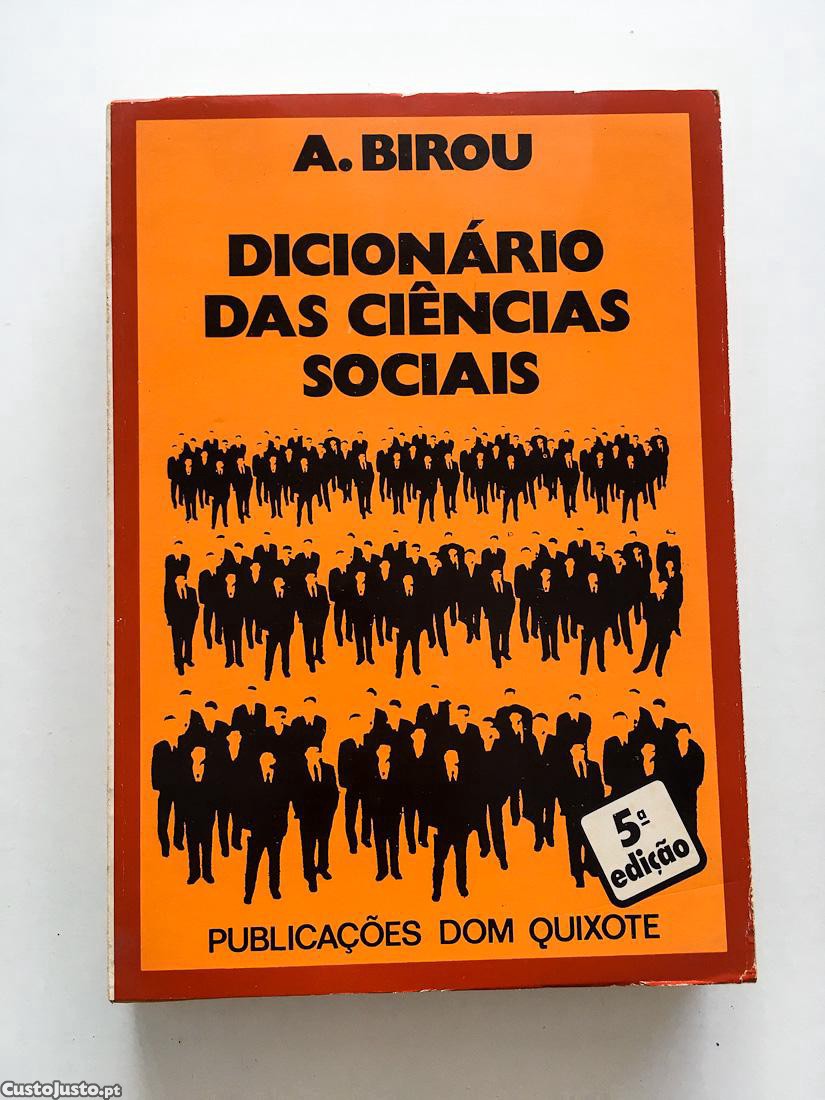 A. BIROU
DICIONÁRIO
DAS CIÊNCIAS
SOCIAIS
5ª
edição
PUBLICAÇÕES DOM QUIXOTE
CustoJusto.pt